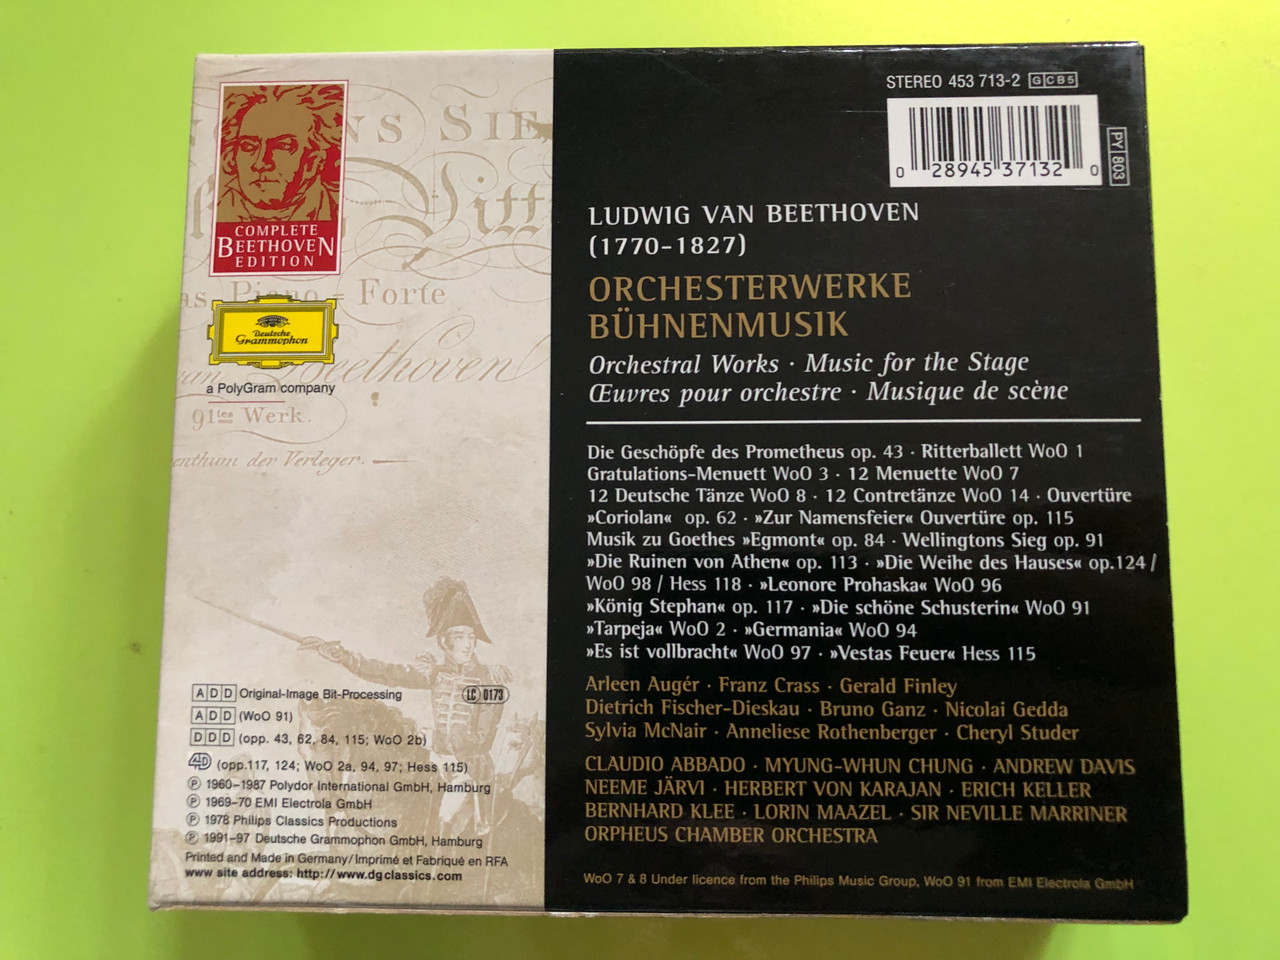 COMPLETE
BEETHOVEN
EDITION
Deutsche
Grammophon
a PolyGram company
SIE
as Piano = Forte
van Beethoven
91tes Werk.
enthum der Verleger.
ADD Original-Image Bit-Processing
LC 0173
ADD (WoO 91)
DDD (opp. 43, 62, 84, 115; WoO 2b)
4D (opp.117, 124; WoO 2a, 94, 97; Hess 115)
℗ 1960–1987 Polydor International GmbH, Hamburg
℗ 1969–70 EMI Electrola GmbH
℗ 1978 Philips Classics Productions
℗ 1991–97 Deutsche Grammophon GmbH, Hamburg
Printed and Made in Germany/Imprimé et Fabriqué en RFA
www site address: http://www.dgclassics.com
STEREO 453 713-2 GCB5
0 28945 37132 0
PY 803
LUDWIG VAN BEETHOVEN
(1770–1827)
ORCHESTERWERKE
BÜHNENMUSIK
Orchestral Works · Music for the Stage
Œuvres pour orchestre · Musique de scène
Die Geschöpfe des Prometheus op. 43 · Ritterballett WoO 1
Gratulations-Menuett WoO 3 · 12 Menuette WoO 7
12 Deutsche Tänze WoO 8 · 12 Contretänze WoO 14 · Ouvertüre
»Coriolan« op. 62 · »Zur Namensfeier« Ouvertüre op. 115
Musik zu Goethes »Egmont« op. 84 · Wellingtons Sieg op. 91
»Die Ruinen von Athen« op. 113 · »Die Weihe des Hauses« op.124 /
WoO 98 / Hess 118 · »Leonore Prohaska« WoO 96
»König Stephan« op. 117 · »Die schöne Schusterin« WoO 91
»Tarpeja« WoO 2 · »Germania« WoO 94
»Es ist vollbracht« WoO 97 · »Vestas Feuer« Hess 115
Arleen Augér · Franz Crass · Gerald Finley
Dietrich Fischer-Dieskau · Bruno Ganz · Nicolai Gedda
Sylvia McNair · Anneliese Rothenberger · Cheryl Studer
CLAUDIO ABBADO · MYUNG-WHUN CHUNG · ANDREW DAVIS
NEEME JÄRVI · HERBERT VON KARAJAN · ERICH KELLER
BERNHARD KLEE · LORIN MAAZEL · SIR NEVILLE MARRINER
ORPHEUS CHAMBER ORCHESTRA
WoO 7 & 8 Under licence from the Philips Music Group, WoO 91 from EMI Electrola GmbH